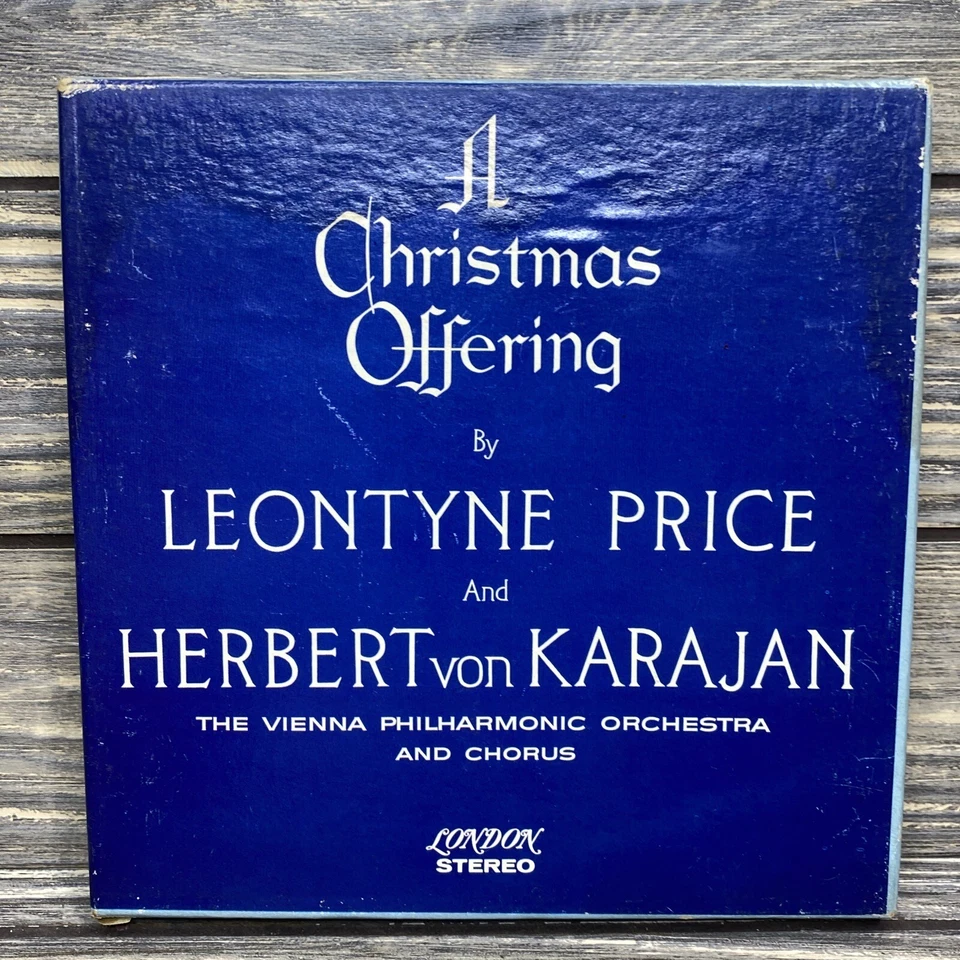 A
Christmas
Offering
By
LEONTYNE PRICE
And
HERBERT von KARAJAN
THE VIENNA PHILHARMONIC ORCHESTRA
AND CHORUS
LONDON
STEREO